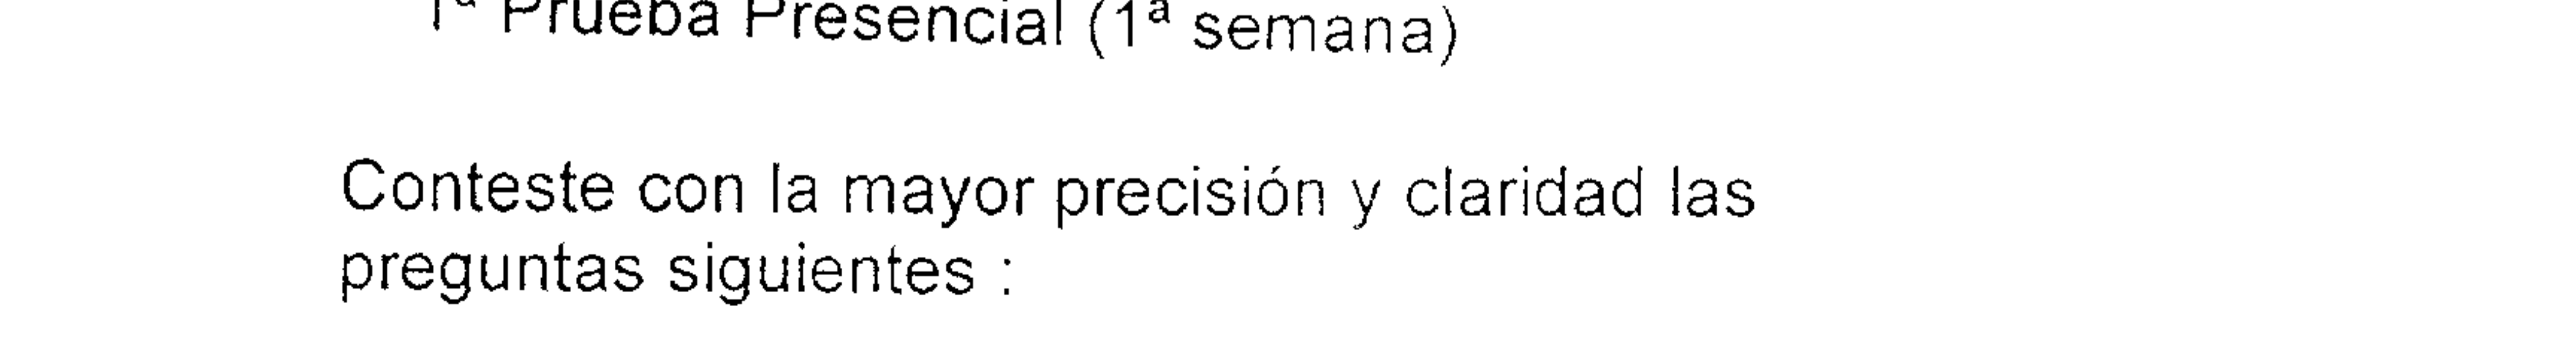 1ª Prueba Presencial (1ª semana)
Conteste con la mayor precisión y claridad las
preguntas siguientes :